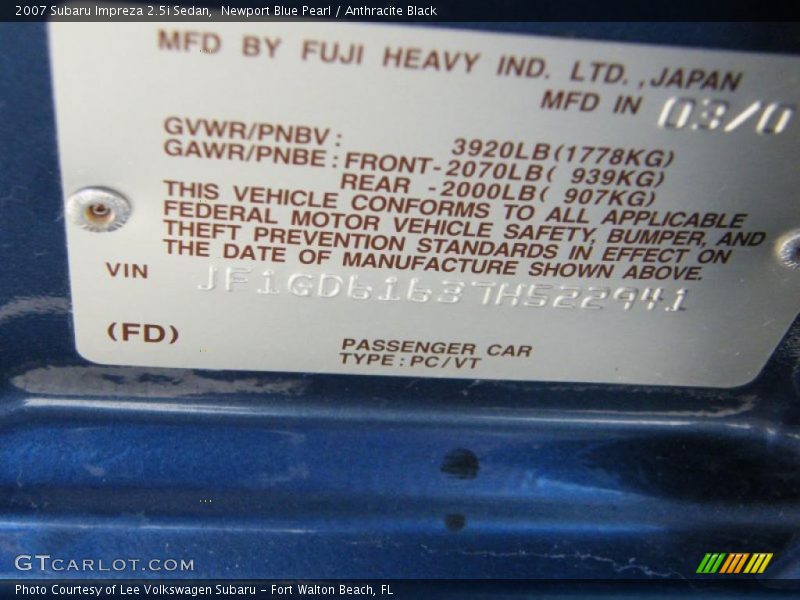 2007 Subaru Impreza 2.5i Sedan, Newport Blue Pearl / Anthracite Black
MFD BY FUJI HEAVY IND. LTD., JAPAN
MFD IN 03/0
GVWR/PNBV: 3920LB(1778KG)
GAWR/PNBE: FRONT-2070LB( 939KG)
REAR -2000LB( 907KG)
THIS VEHICLE CONFORMS TO ALL APPLICABLE
FEDERAL MOTOR VEHICLE SAFETY, BUMPER, AND
THEFT PREVENTION STANDARDS IN EFFECT ON
THE DATE OF MANUFACTURE SHOWN ABOVE.
VIN JF1GD61637H522941
(FD)
PASSENGER CAR
TYPE: PC/VT
GTCARLOT.COM
Photo Courtesy of Lee Volkswagen Subaru - Fort Walton Beach, FL